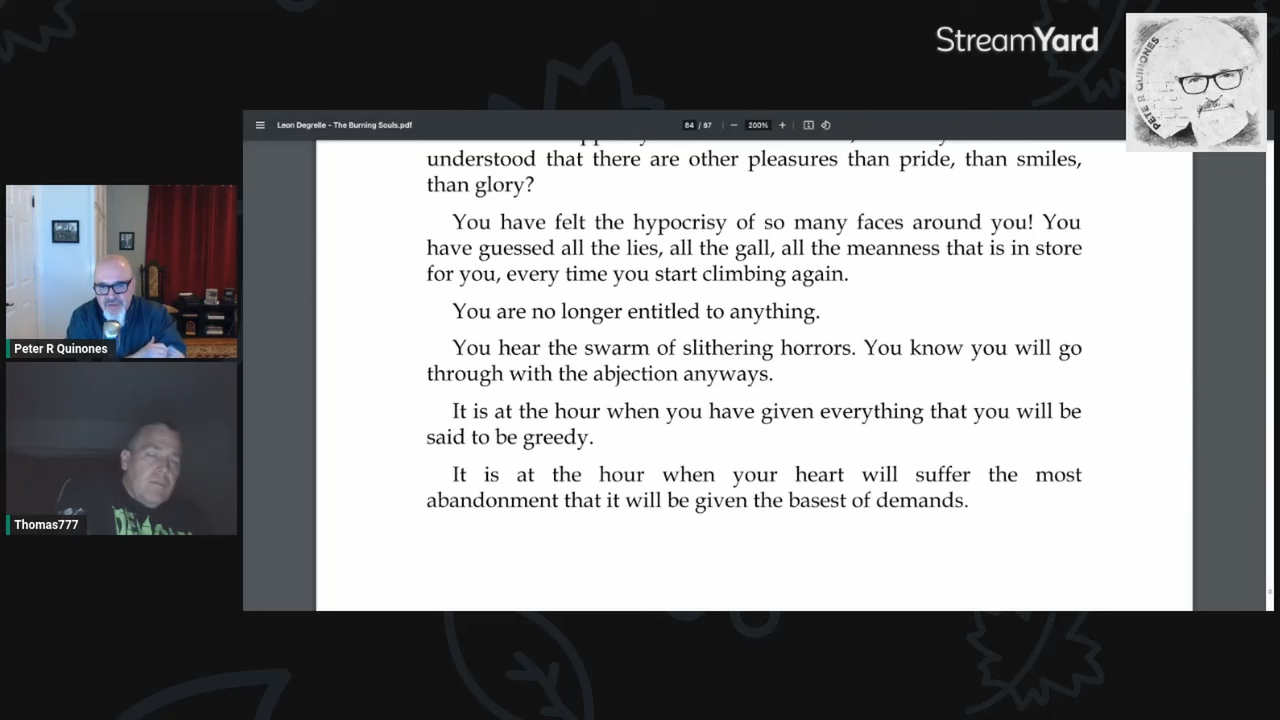 StreamYard
PETER R QUINONES
Leon Degrelle - The Burning Souls.pdf
84 / 87
200%
understood that there are other pleasures than pride, than smiles,
than glory?
You have felt the hypocrisy of so many faces around you! You
have guessed all the lies, all the gall, all the meanness that is in store
for you, every time you start climbing again.
You are no longer entitled to anything.
You hear the swarm of slithering horrors. You know you will go
through with the abjection anyways.
It is at the hour when you have given everything that you will be
said to be greedy.
It is at the hour when your heart will suffer the most
abandonment that it will be given the basest of demands.
Peter R Quinones
Thomas777